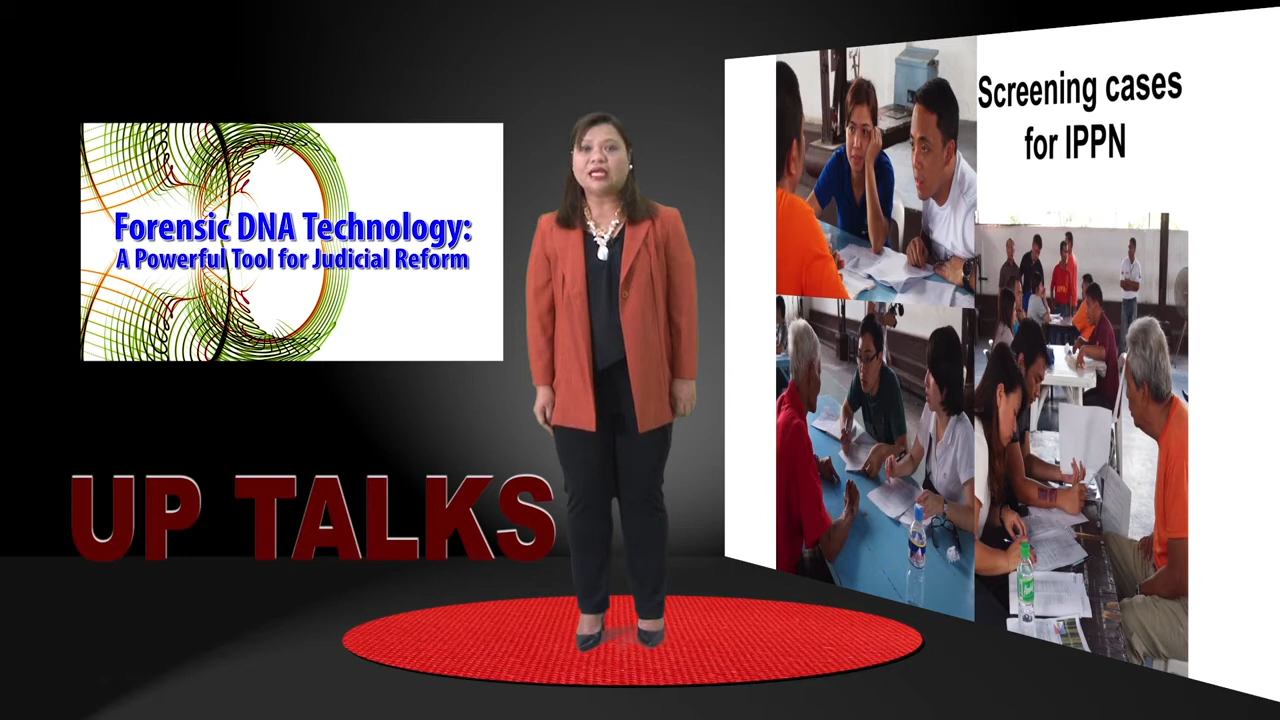 Forensic DNA Technology:
A Powerful Tool for Judicial Reform
UP TALKS
Screening cases
for IPPN